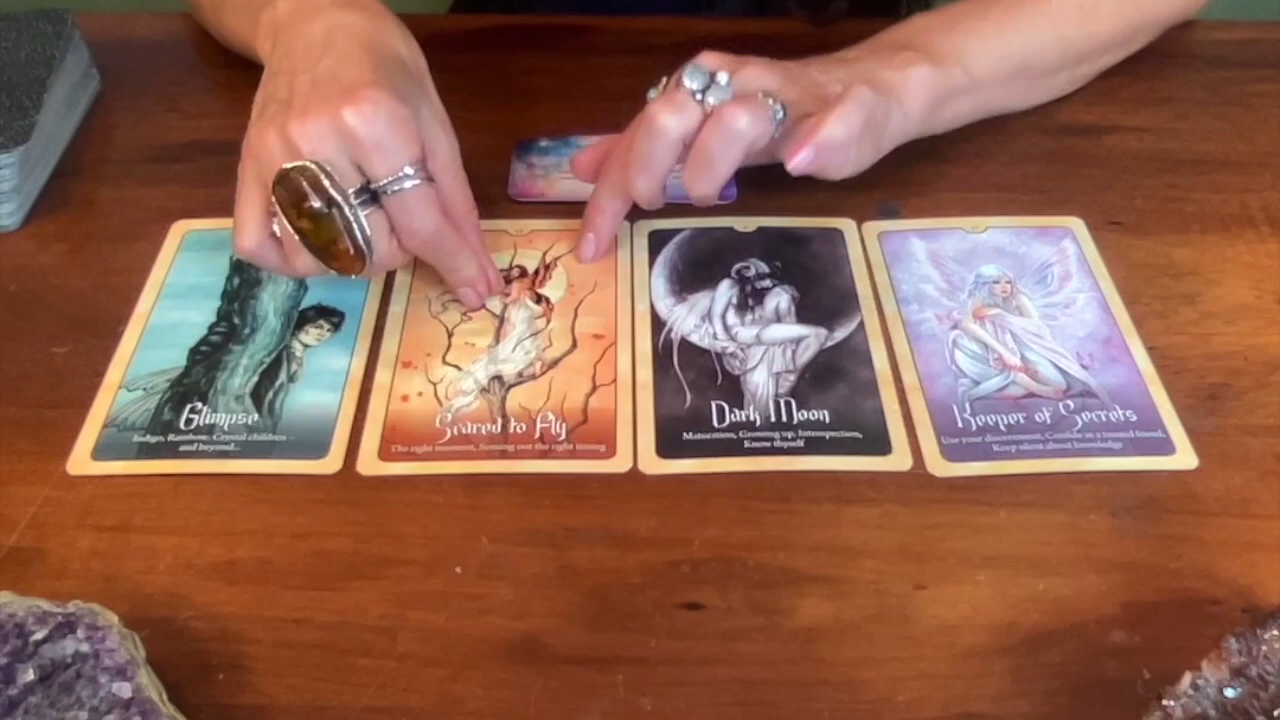 Glimpse
Indigo, Rainbow, Crystal children -
and beyond...
Scared to Fly
The right moment, Sensing out the right timing
Dark Moon
Maturation, Growing up, Introspection,
Know thyself
Keeper of Secrets
Use your discernment, Confide in a trusted friend,
Keep silent about knowledge